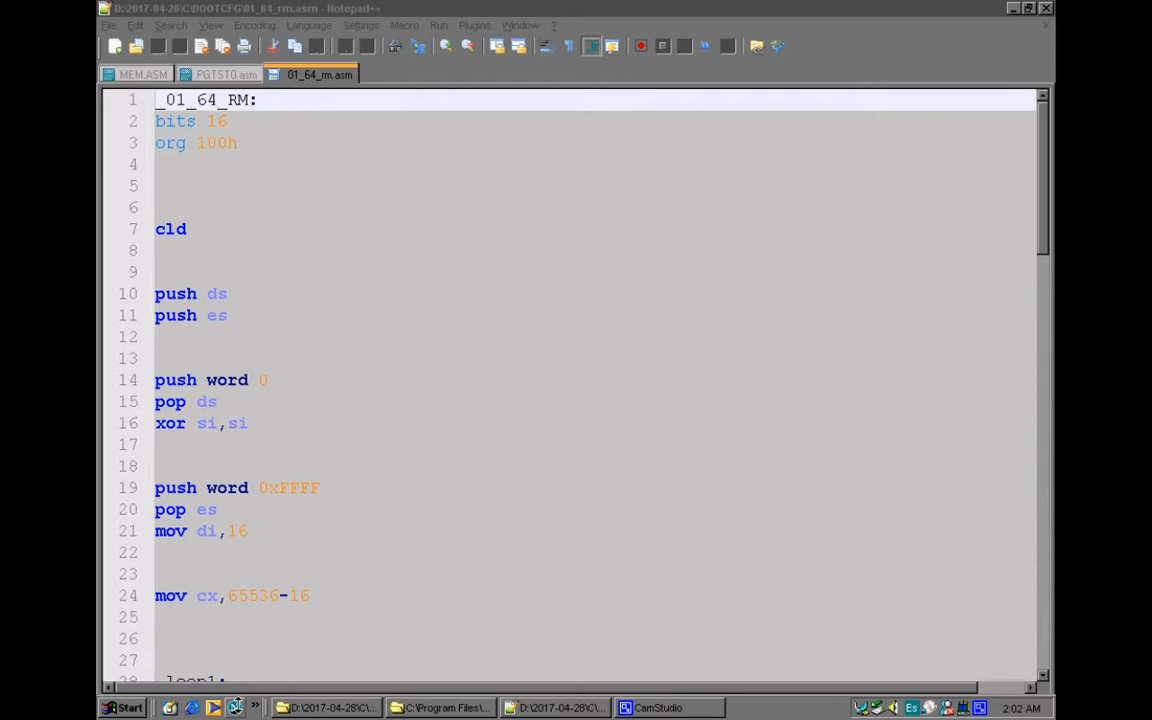 D:\2017-04-28\C\BOOTCFG\01_64_rm.asm - Notepad++
File Edit Search View Encoding Language Settings Macro Run Plugins Window ?
MEM.ASM PGTST0.asm 01_64_rm.asm
1 _01_64_RM:
2 bits 16
3 org 100h
4
5
6
7 cld
8
9
10 push ds
11 push es
12
13
14 push word 0
15 pop ds
16 xor si,si
17
18
19 push word 0xFFFF
20 pop es
21 mov di,16
22
23
24 mov cx,65536-16
25
26
27
28 _loop1:
Start » D:\2017-04-28\C\... C:\Program Files\... D:\2017-04-28\C\... CamStudio Es 2:02 AM